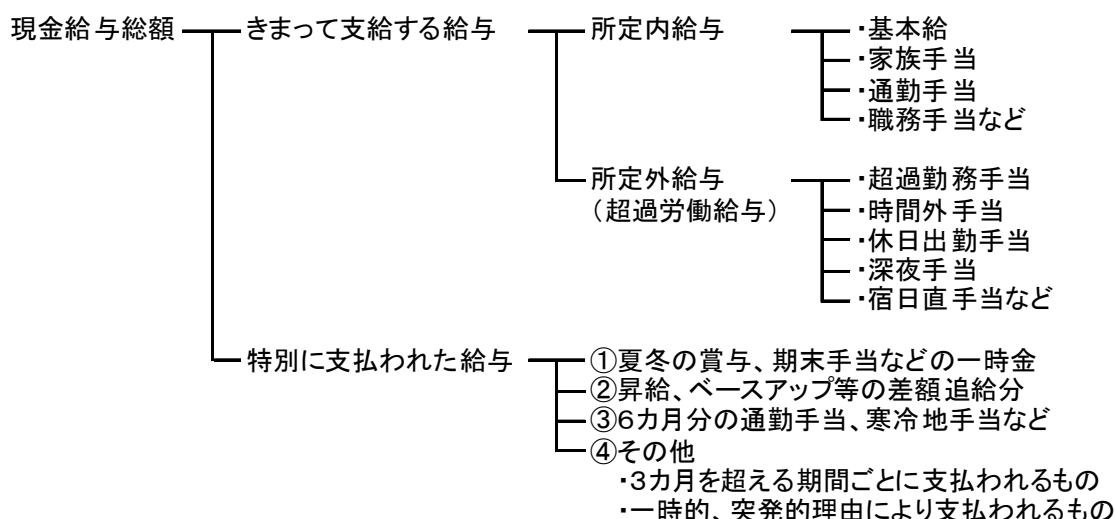 現金給与総額 きまって支給する給与 所定内給与 ・基本給
・家族手当
・通勤手当
・職務手当など
所定外給与 ・超過勤務手当
（超過労働給与） ・時間外手当
・休日出勤手当
・深夜手当
・宿日直手当など
特別に支払われた給与 ①夏冬の賞与、期末手当などの一時金
②昇給、ベースアップ等の差額追給分
③6カ月分の通勤手当、寒冷地手当など
④その他
・3カ月を超える期間ごとに支払われるもの
・一時的、突発的理由により支払われるもの